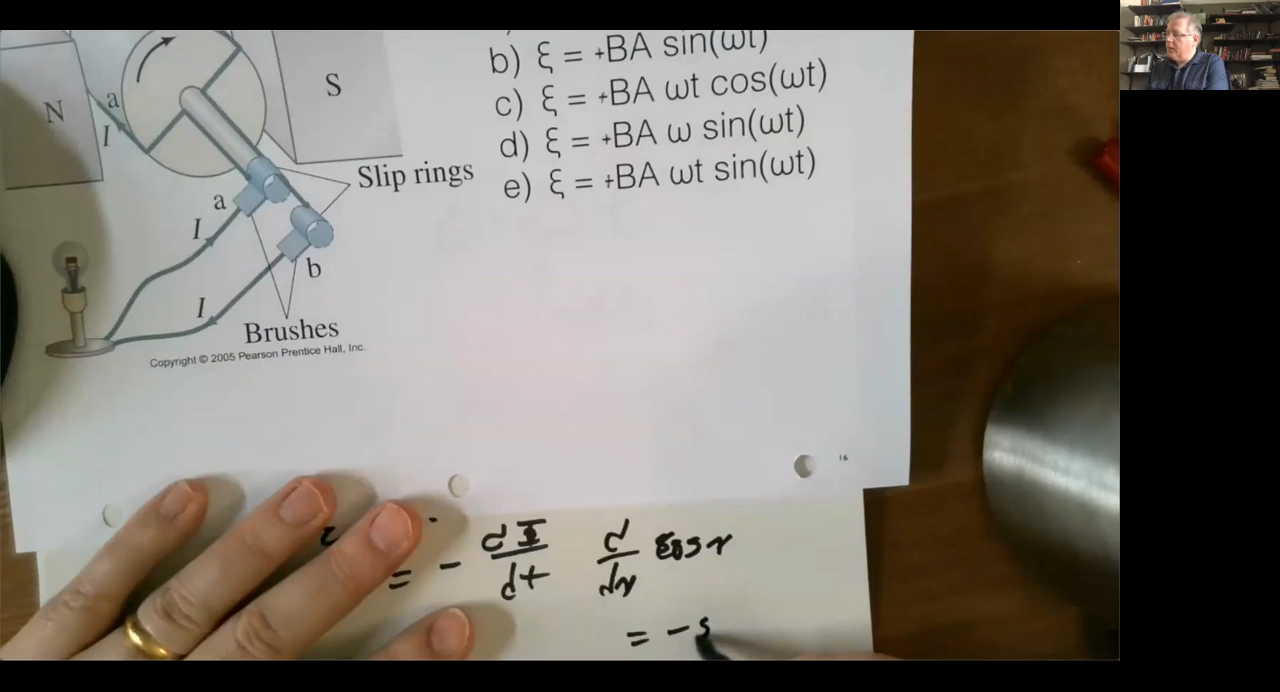 b) ξ = +BA sin(ωt)
c) ξ = +BA ωt cos(ωt)
d) ξ = +BA ω sin(ωt)
e) ξ = +BA ωt sin(ωt)
N
S
a
I
Slip rings
a
I
b
I
Brushes
Copyright © 2005 Pearson Prentice Hall, Inc.
16
= - dΦ/dt d/dx cos x
= - s